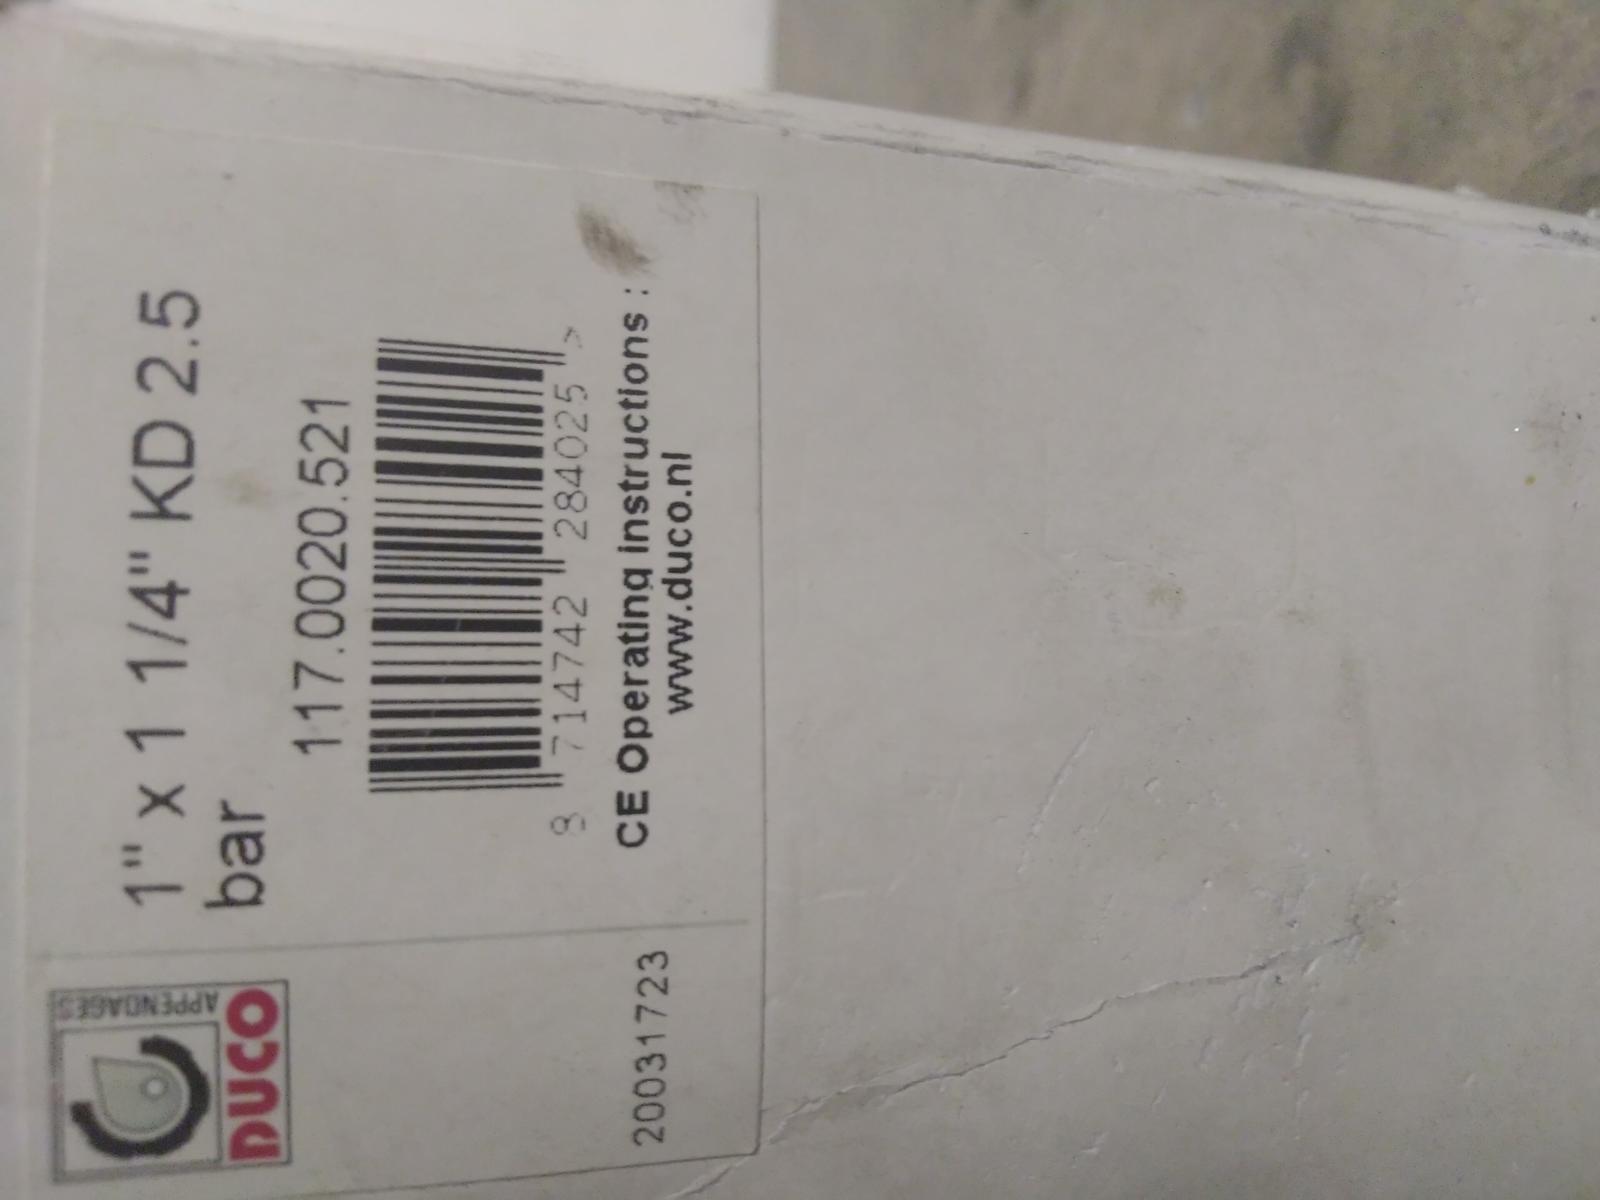 1" x 1 1/4" KD 2.5
bar
117.0020.521
8 714742 284025 >
CE Operating instructions :
www.duco.nl
APPENDAGES
DUCO
20031723